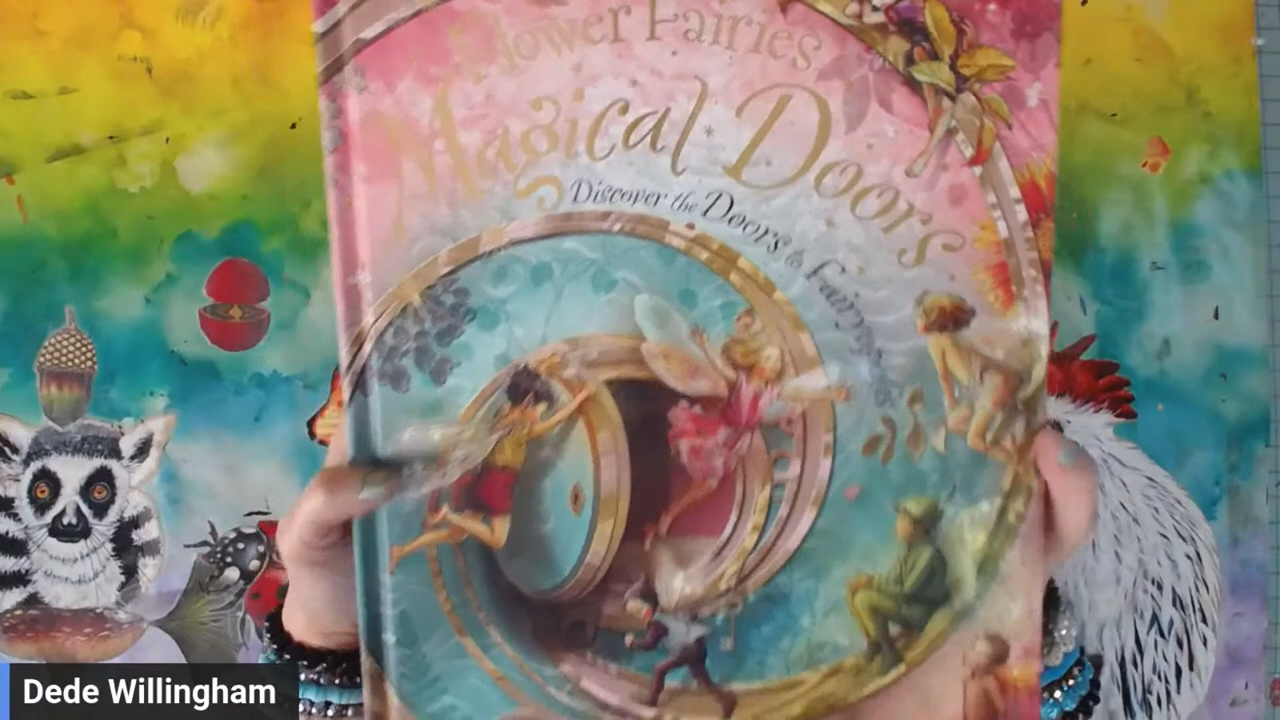 Flower Fairies
Magical Doors
Discover the Doors to Fairyopolis
Dede Willingham